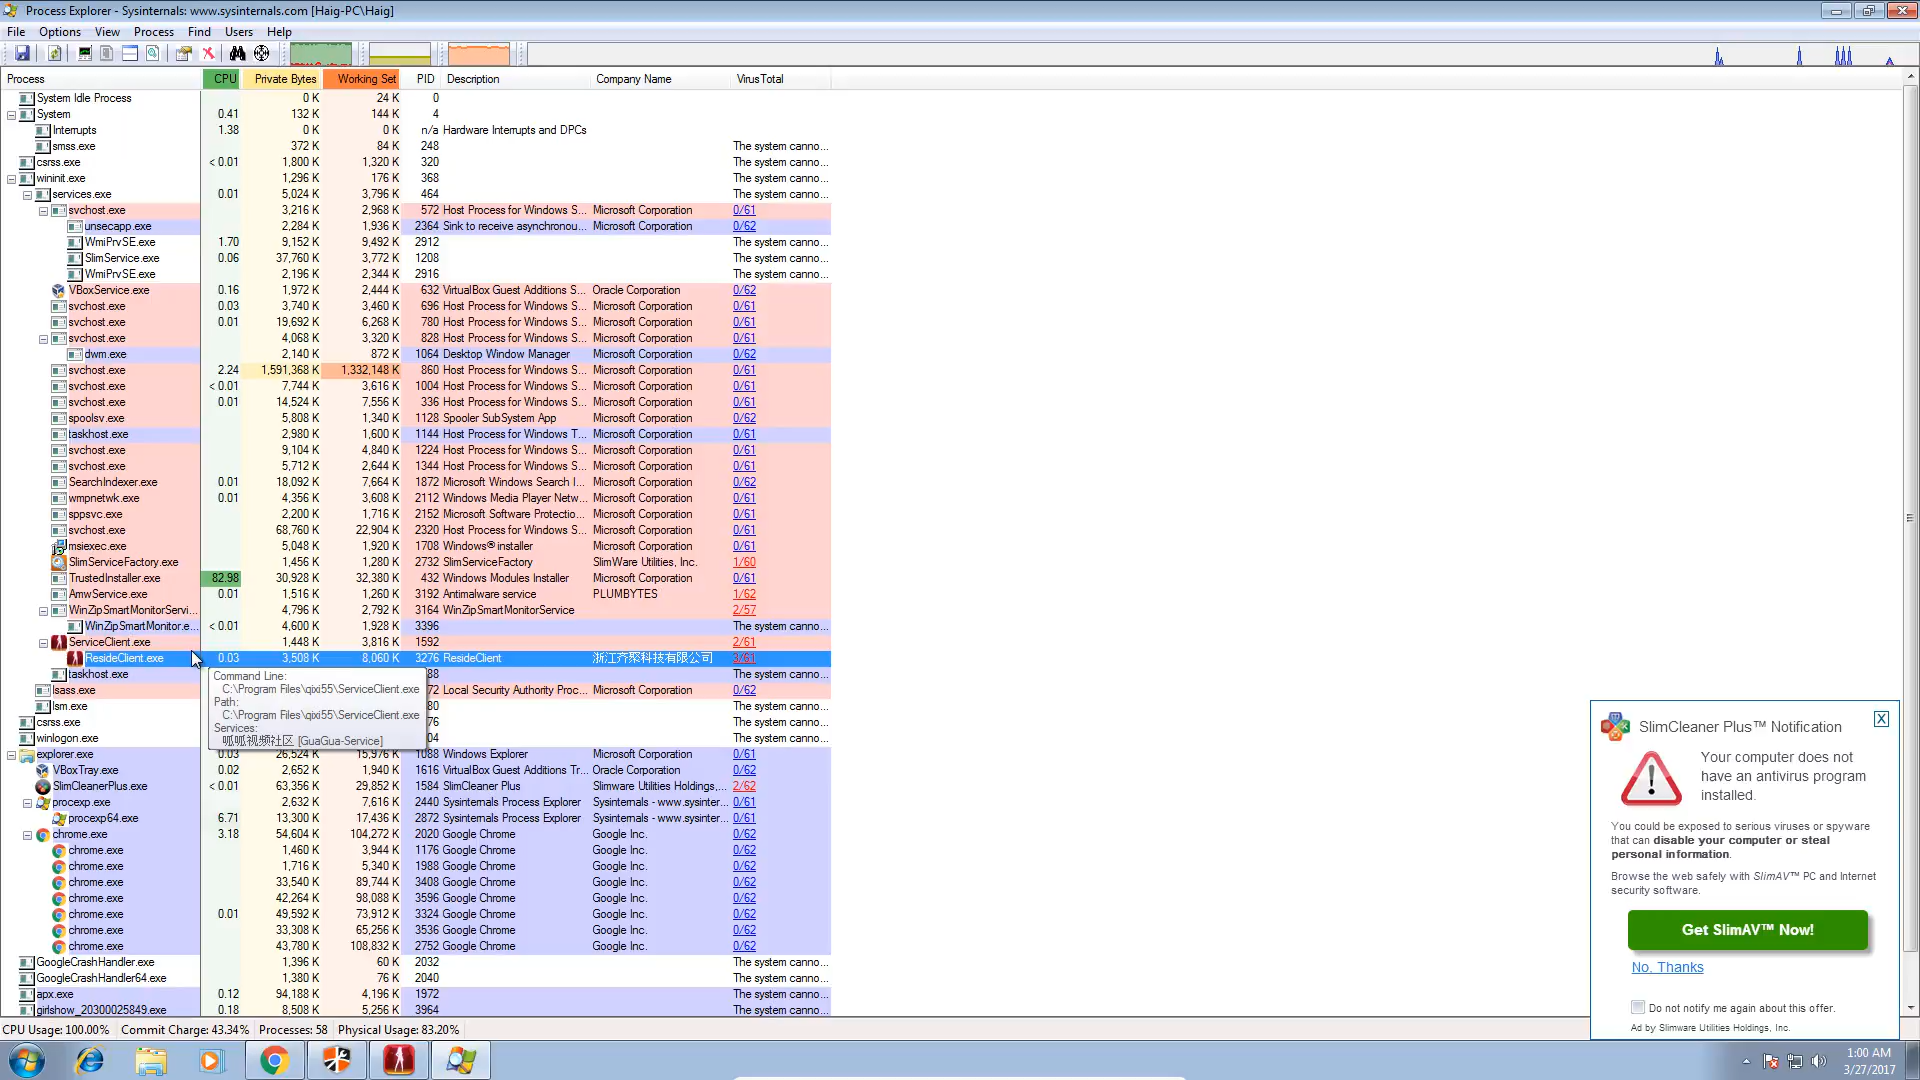 Process Explorer - Sysinternals: www.sysinternals.com [Haig-PC\Haig]
File Options View Process Find Users Help
Process CPU Private Bytes Working Set PID Description Company Name VirusTotal
System Idle Process 0 K 24 K 0
System 0.41 132 K 144 K 4
Interrupts 1.38 0 K 0 K n/a Hardware Interrupts and DPCs
smss.exe 372 K 84 K 248 The system canno...
csrss.exe < 0.01 1,800 K 1,320 K 320 The system canno...
wininit.exe 1,296 K 176 K 368 The system canno...
services.exe 0.01 5,024 K 3,796 K 464 The system canno...
svchost.exe 3,216 K 2,968 K 572 Host Process for Windows S... Microsoft Corporation 0/61
unsecapp.exe 2,284 K 1,936 K 2364 Sink to receive asynchronou... Microsoft Corporation 0/62
WmiPrvSE.exe 1.70 9,152 K 9,492 K 2912 The system canno...
SlimService.exe 0.06 37,760 K 3,772 K 1208 The system canno...
WmiPrvSE.exe 2,196 K 2,344 K 2916 The system canno...
VBoxService.exe 0.16 1,972 K 2,444 K 632 VirtualBox Guest Additions S... Oracle Corporation 0/62
svchost.exe 0.03 3,740 K 3,460 K 696 Host Process for Windows S... Microsoft Corporation 0/61
svchost.exe 0.01 19,692 K 6,268 K 780 Host Process for Windows S... Microsoft Corporation 0/61
svchost.exe 4,068 K 3,320 K 828 Host Process for Windows S... Microsoft Corporation 0/61
dwm.exe 2,140 K 872 K 1064 Desktop Window Manager Microsoft Corporation 0/62
svchost.exe 2.24 1,591,368 K 1,332,148 K 860 Host Process for Windows S... Microsoft Corporation 0/61
svchost.exe < 0.01 7,744 K 3,616 K 1004 Host Process for Windows S... Microsoft Corporation 0/61
svchost.exe 0.01 14,524 K 7,556 K 336 Host Process for Windows S... Microsoft Corporation 0/61
spoolsv.exe 5,808 K 1,340 K 1128 Spooler SubSystem App Microsoft Corporation 0/62
taskhost.exe 2,980 K 1,600 K 1144 Host Process for Windows T... Microsoft Corporation 0/61
svchost.exe 9,104 K 4,840 K 1224 Host Process for Windows S... Microsoft Corporation 0/61
svchost.exe 5,712 K 2,644 K 1344 Host Process for Windows S... Microsoft Corporation 0/61
SearchIndexer.exe 0.01 18,092 K 7,664 K 1872 Microsoft Windows Search I... Microsoft Corporation 0/62
wmpnetwk.exe 0.01 4,356 K 3,608 K 2112 Windows Media Player Netw... Microsoft Corporation 0/61
sppsvc.exe 2,200 K 1,716 K 2152 Microsoft Software Protectio... Microsoft Corporation 0/61
svchost.exe 68,760 K 22,904 K 2320 Host Process for Windows S... Microsoft Corporation 0/61
msiexec.exe 5,048 K 1,920 K 1708 Windows® installer Microsoft Corporation 0/61
SlimServiceFactory.exe 1,456 K 1,280 K 2732 SlimServiceFactory SlimWare Utilities, Inc. 1/60
TrustedInstaller.exe 82.98 30,928 K 32,380 K 432 Windows Modules Installer Microsoft Corporation 0/61
AmwService.exe 0.01 1,516 K 1,260 K 3192 Antimalware service PLUMBYTES 1/62
WinZipSmartMonitorServi... 4,796 K 2,792 K 3164 WinZipSmartMonitorService 2/57
WinZipSmartMonitor.e... < 0.01 4,600 K 1,928 K 3396 The system canno...
ServiceClient.exe 1,448 K 3,816 K 1592 2/61
ResideClient.exe 0.03 3,508 K 8,060 K 3276 ResideClient 浙江齐聚科技有限公司 3/61
taskhost.exe 88 The system canno...
lsass.exe 72 Local Security Authority Proc... Microsoft Corporation 0/62
lsm.exe 80 The system canno...
csrss.exe 76 The system canno...
winlogon.exe 04 The system canno...
Command Line:
C:\Program Files\qixi55\ServiceClient.exe
Path:
C:\Program Files\qixi55\ServiceClient.exe
Services:
呱呱视频社区 [GuaGua-Service]
explorer.exe 0.03 26,524 K 15,976 K 1088 Windows Explorer Microsoft Corporation 0/61
VBoxTray.exe 0.02 2,652 K 1,940 K 1616 VirtualBox Guest Additions Tr... Oracle Corporation 0/62
SlimCleanerPlus.exe < 0.01 63,356 K 29,852 K 1584 SlimCleaner Plus Slimware Utilities Holdings,... 2/62
procexp.exe 2,632 K 7,616 K 2440 Sysinternals Process Explorer Sysinternals - www.sysinter... 0/61
procexp64.exe 6.71 13,300 K 17,436 K 2872 Sysinternals Process Explorer Sysinternals - www.sysinter... 0/61
chrome.exe 3.18 54,604 K 104,272 K 2020 Google Chrome Google Inc. 0/62
chrome.exe 1,460 K 3,944 K 1176 Google Chrome Google Inc. 0/62
chrome.exe 1,716 K 5,340 K 1988 Google Chrome Google Inc. 0/62
chrome.exe 33,540 K 89,744 K 3408 Google Chrome Google Inc. 0/62
chrome.exe 42,264 K 98,088 K 3596 Google Chrome Google Inc. 0/62
chrome.exe 0.01 49,592 K 73,912 K 3324 Google Chrome Google Inc. 0/62
chrome.exe 33,308 K 65,256 K 3536 Google Chrome Google Inc. 0/62
chrome.exe 43,780 K 108,832 K 2752 Google Chrome Google Inc. 0/62
GoogleCrashHandler.exe 1,396 K 60 K 2032 The system canno...
GoogleCrashHandler64.exe 1,380 K 76 K 2040 The system canno...
apx.exe 0.12 94,188 K 4,196 K 1972 The system canno...
girlshow_20300025849.exe 0.18 8,508 K 5,256 K 3964 The system canno...
CPU Usage: 100.00% Commit Charge: 43.34% Processes: 58 Physical Usage: 83.20%
SlimCleaner Plus™ Notification
Your computer does not
have an antivirus program
installed.
You could be exposed to serious viruses or spyware
that can disable your computer or steal
personal information.
Browse the web safely with SlimAV™ PC and Internet
security software.
Get SlimAV™ Now!
No, Thanks
Do not notify me again about this offer.
Ad by Slimware Utilities Holdings, Inc.
1:00 AM
3/27/2017